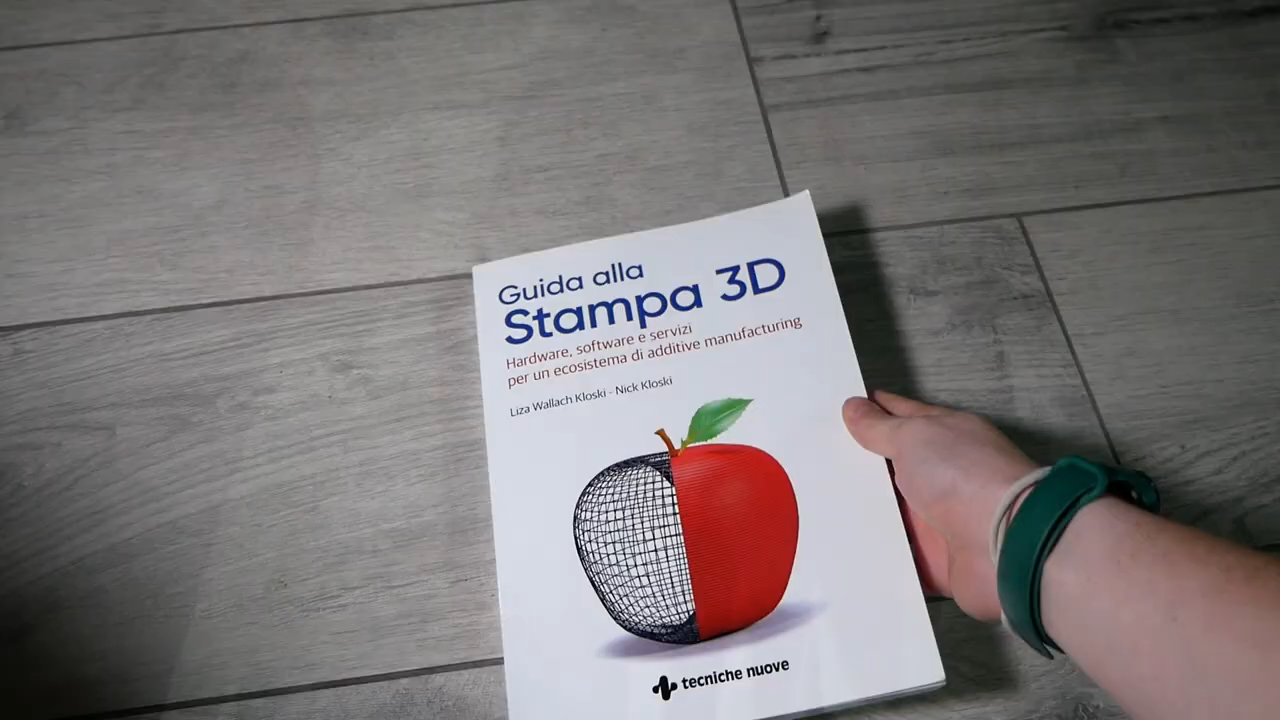 Guida alla
Stampa 3D
Hardware, software e servizi
per un ecosistema di additive manufacturing
Liza Wallach Kloski - Nick Kloski
tecniche nuove